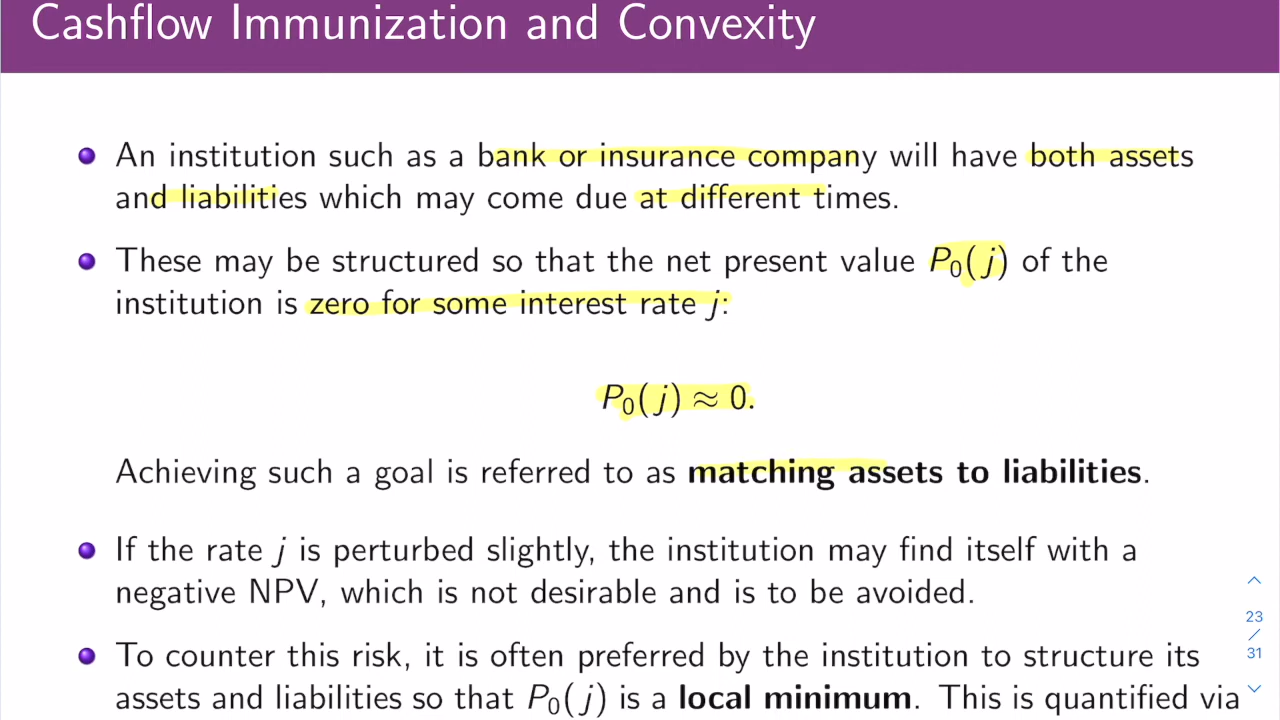 Cashflow Immunization and Convexity
An institution such as a bank or insurance company will have both assets
and liabilities which may come due at different times.
These may be structured so that the net present value P₀(j) of the
institution is zero for some interest rate j:
P₀(j) ≈ 0.
Achieving such a goal is referred to as matching assets to liabilities.
If the rate j is perturbed slightly, the institution may find itself with a
negative NPV, which is not desirable and is to be avoided.
To counter this risk, it is often preferred by the institution to structure its
assets and liabilities so that P₀(j) is a local minimum. This is quantified via
23
/
31